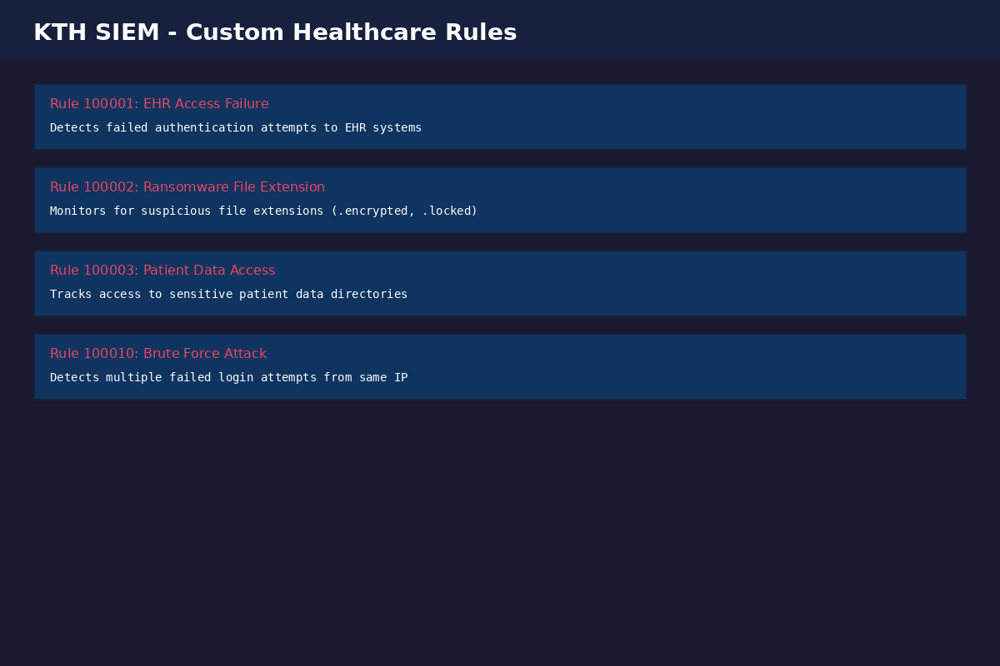 KTH SIEM - Custom Healthcare Rules
Rule 100001: EHR Access Failure
Detects failed authentication attempts to EHR systems
Rule 100002: Ransomware File Extension
Monitors for suspicious file extensions (.encrypted, .locked)
Rule 100003: Patient Data Access
Tracks access to sensitive patient data directories
Rule 100010: Brute Force Attack
Detects multiple failed login attempts from same IP